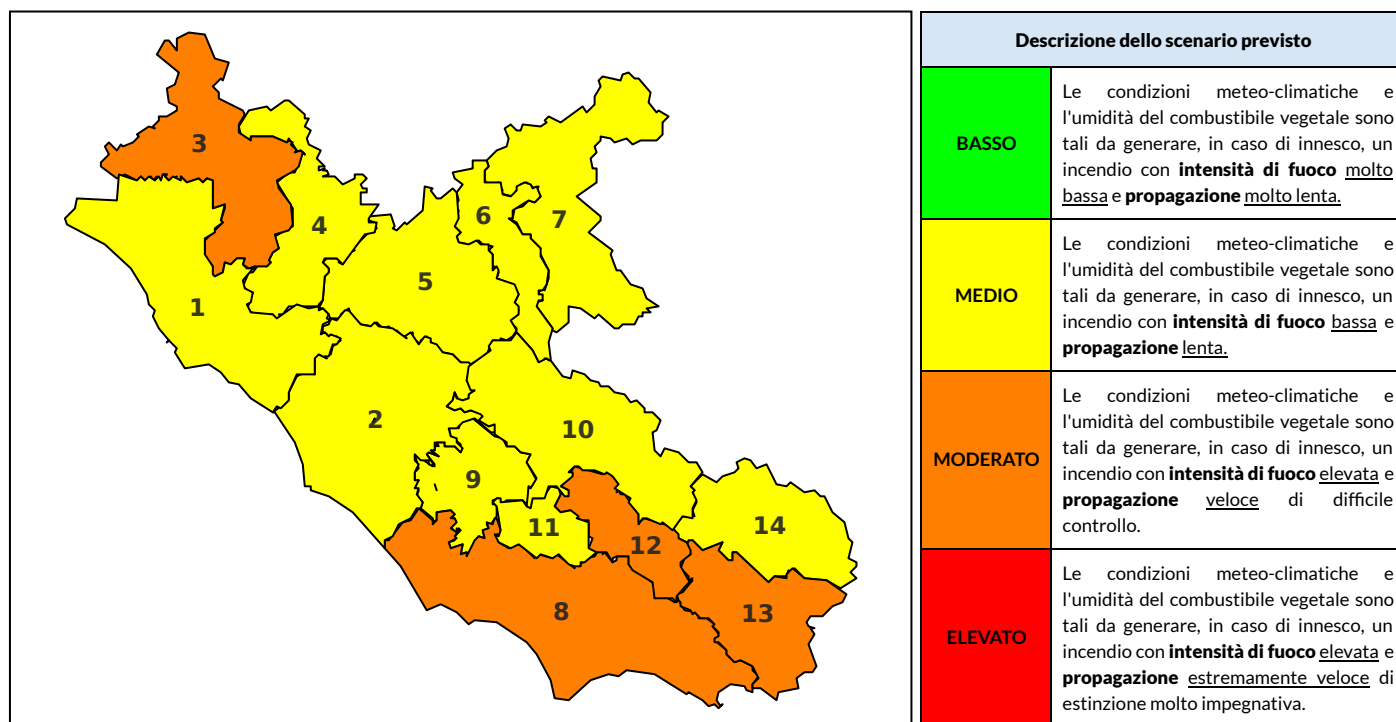 3
4
6
7
5
1
2
10
9
11
12
14
8
13
Descrizione dello scenario previsto
BASSO
Le condizioni meteo-climatiche e
l'umidità del combustibile vegetale sono
tali da generare, in caso di innesco, un
incendio con intensità di fuoco molto
bassa e propagazione molto lenta.
MEDIO
Le condizioni meteo-climatiche e
l'umidità del combustibile vegetale sono
tali da generare, in caso di innesco, un
incendio con intensità di fuoco bassa e
propagazione lenta.
MODERATO
Le condizioni meteo-climatiche e
l'umidità del combustibile vegetale sono
tali da generare, in caso di innesco, un
incendio con intensità di fuoco elevata e
propagazione veloce di difficile
controllo.
ELEVATO
Le condizioni meteo-climatiche e
l'umidità del combustibile vegetale sono
tali da generare, in caso di innesco, un
incendio con intensità di fuoco elevata e
propagazione estremamente veloce di
estinzione molto impegnativa.